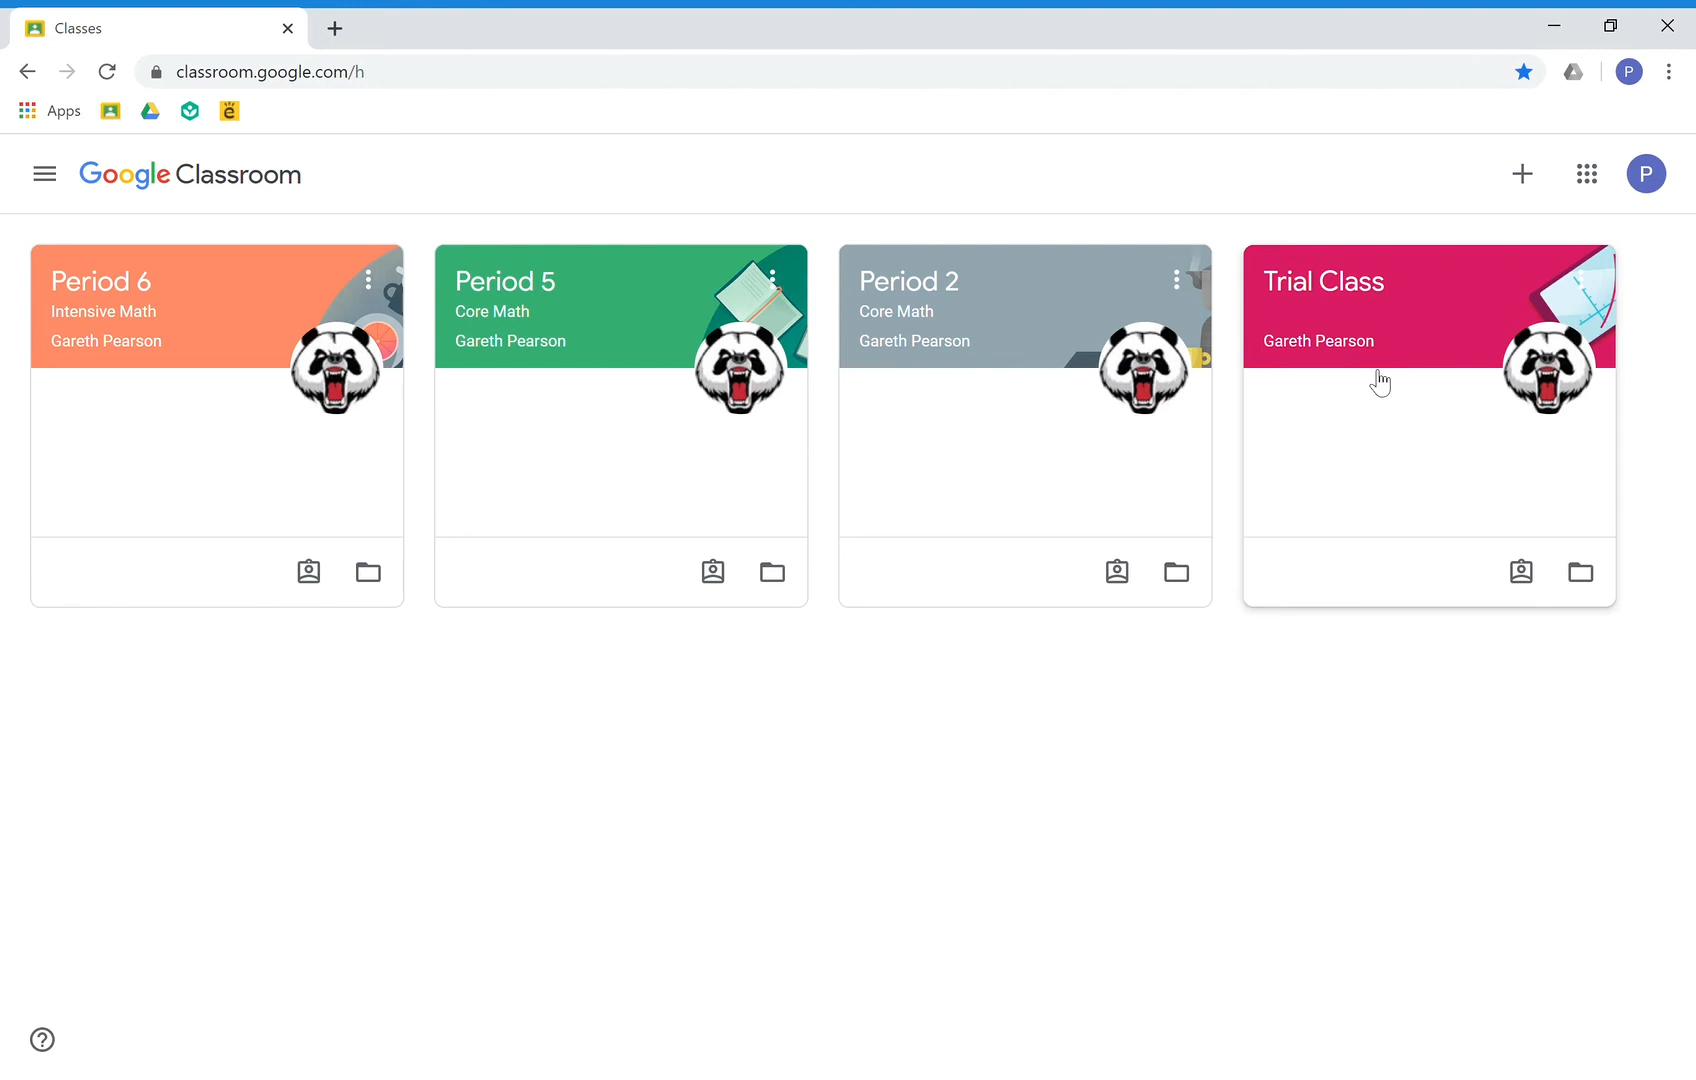 Classes
classroom.google.com/h
P
Apps
ë
Google Classroom
P
Period 6
Intensive Math
Gareth Pearson
Period 5
Core Math
Gareth Pearson
Period 2
Core Math
Gareth Pearson
Trial Class
Gareth Pearson
?